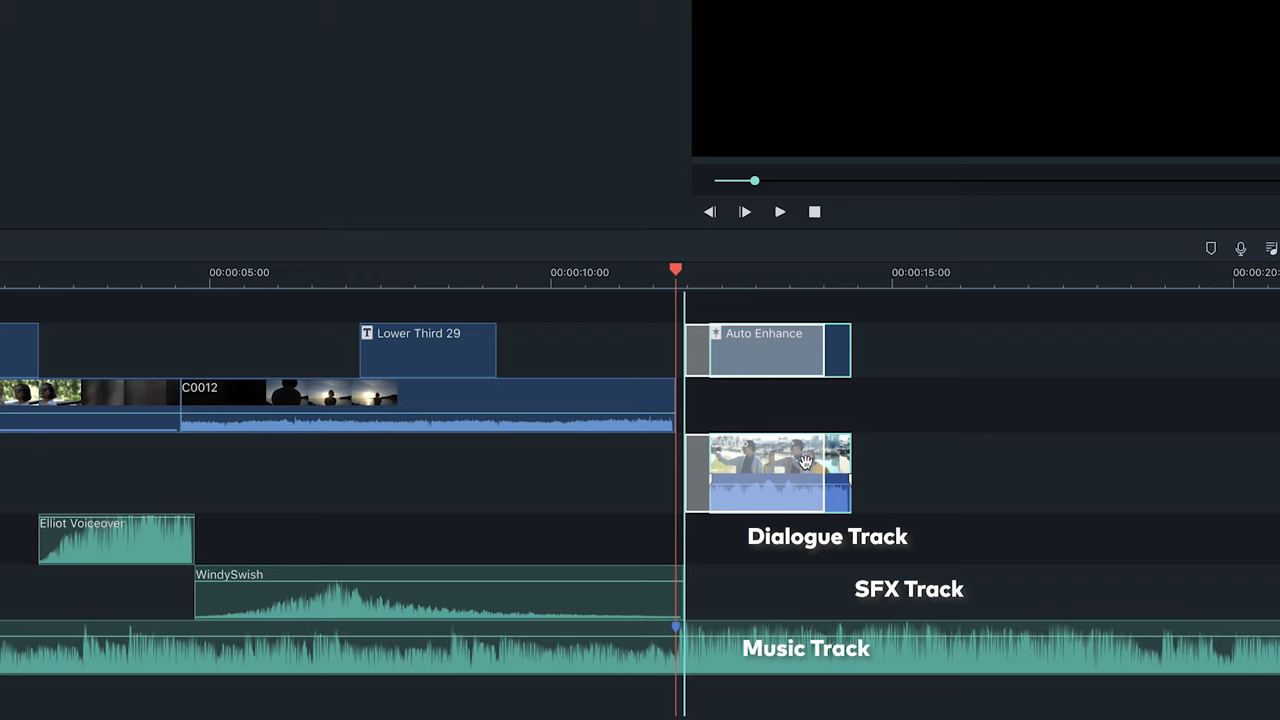 00:00:05:00
00:00:10:00
00:00:15:00
00:00:20:
T Lower Third 29
Auto Enhance
C0012
Dialogue Track
Elliot Voiceover
WindySwish
SFX Track
Music Track